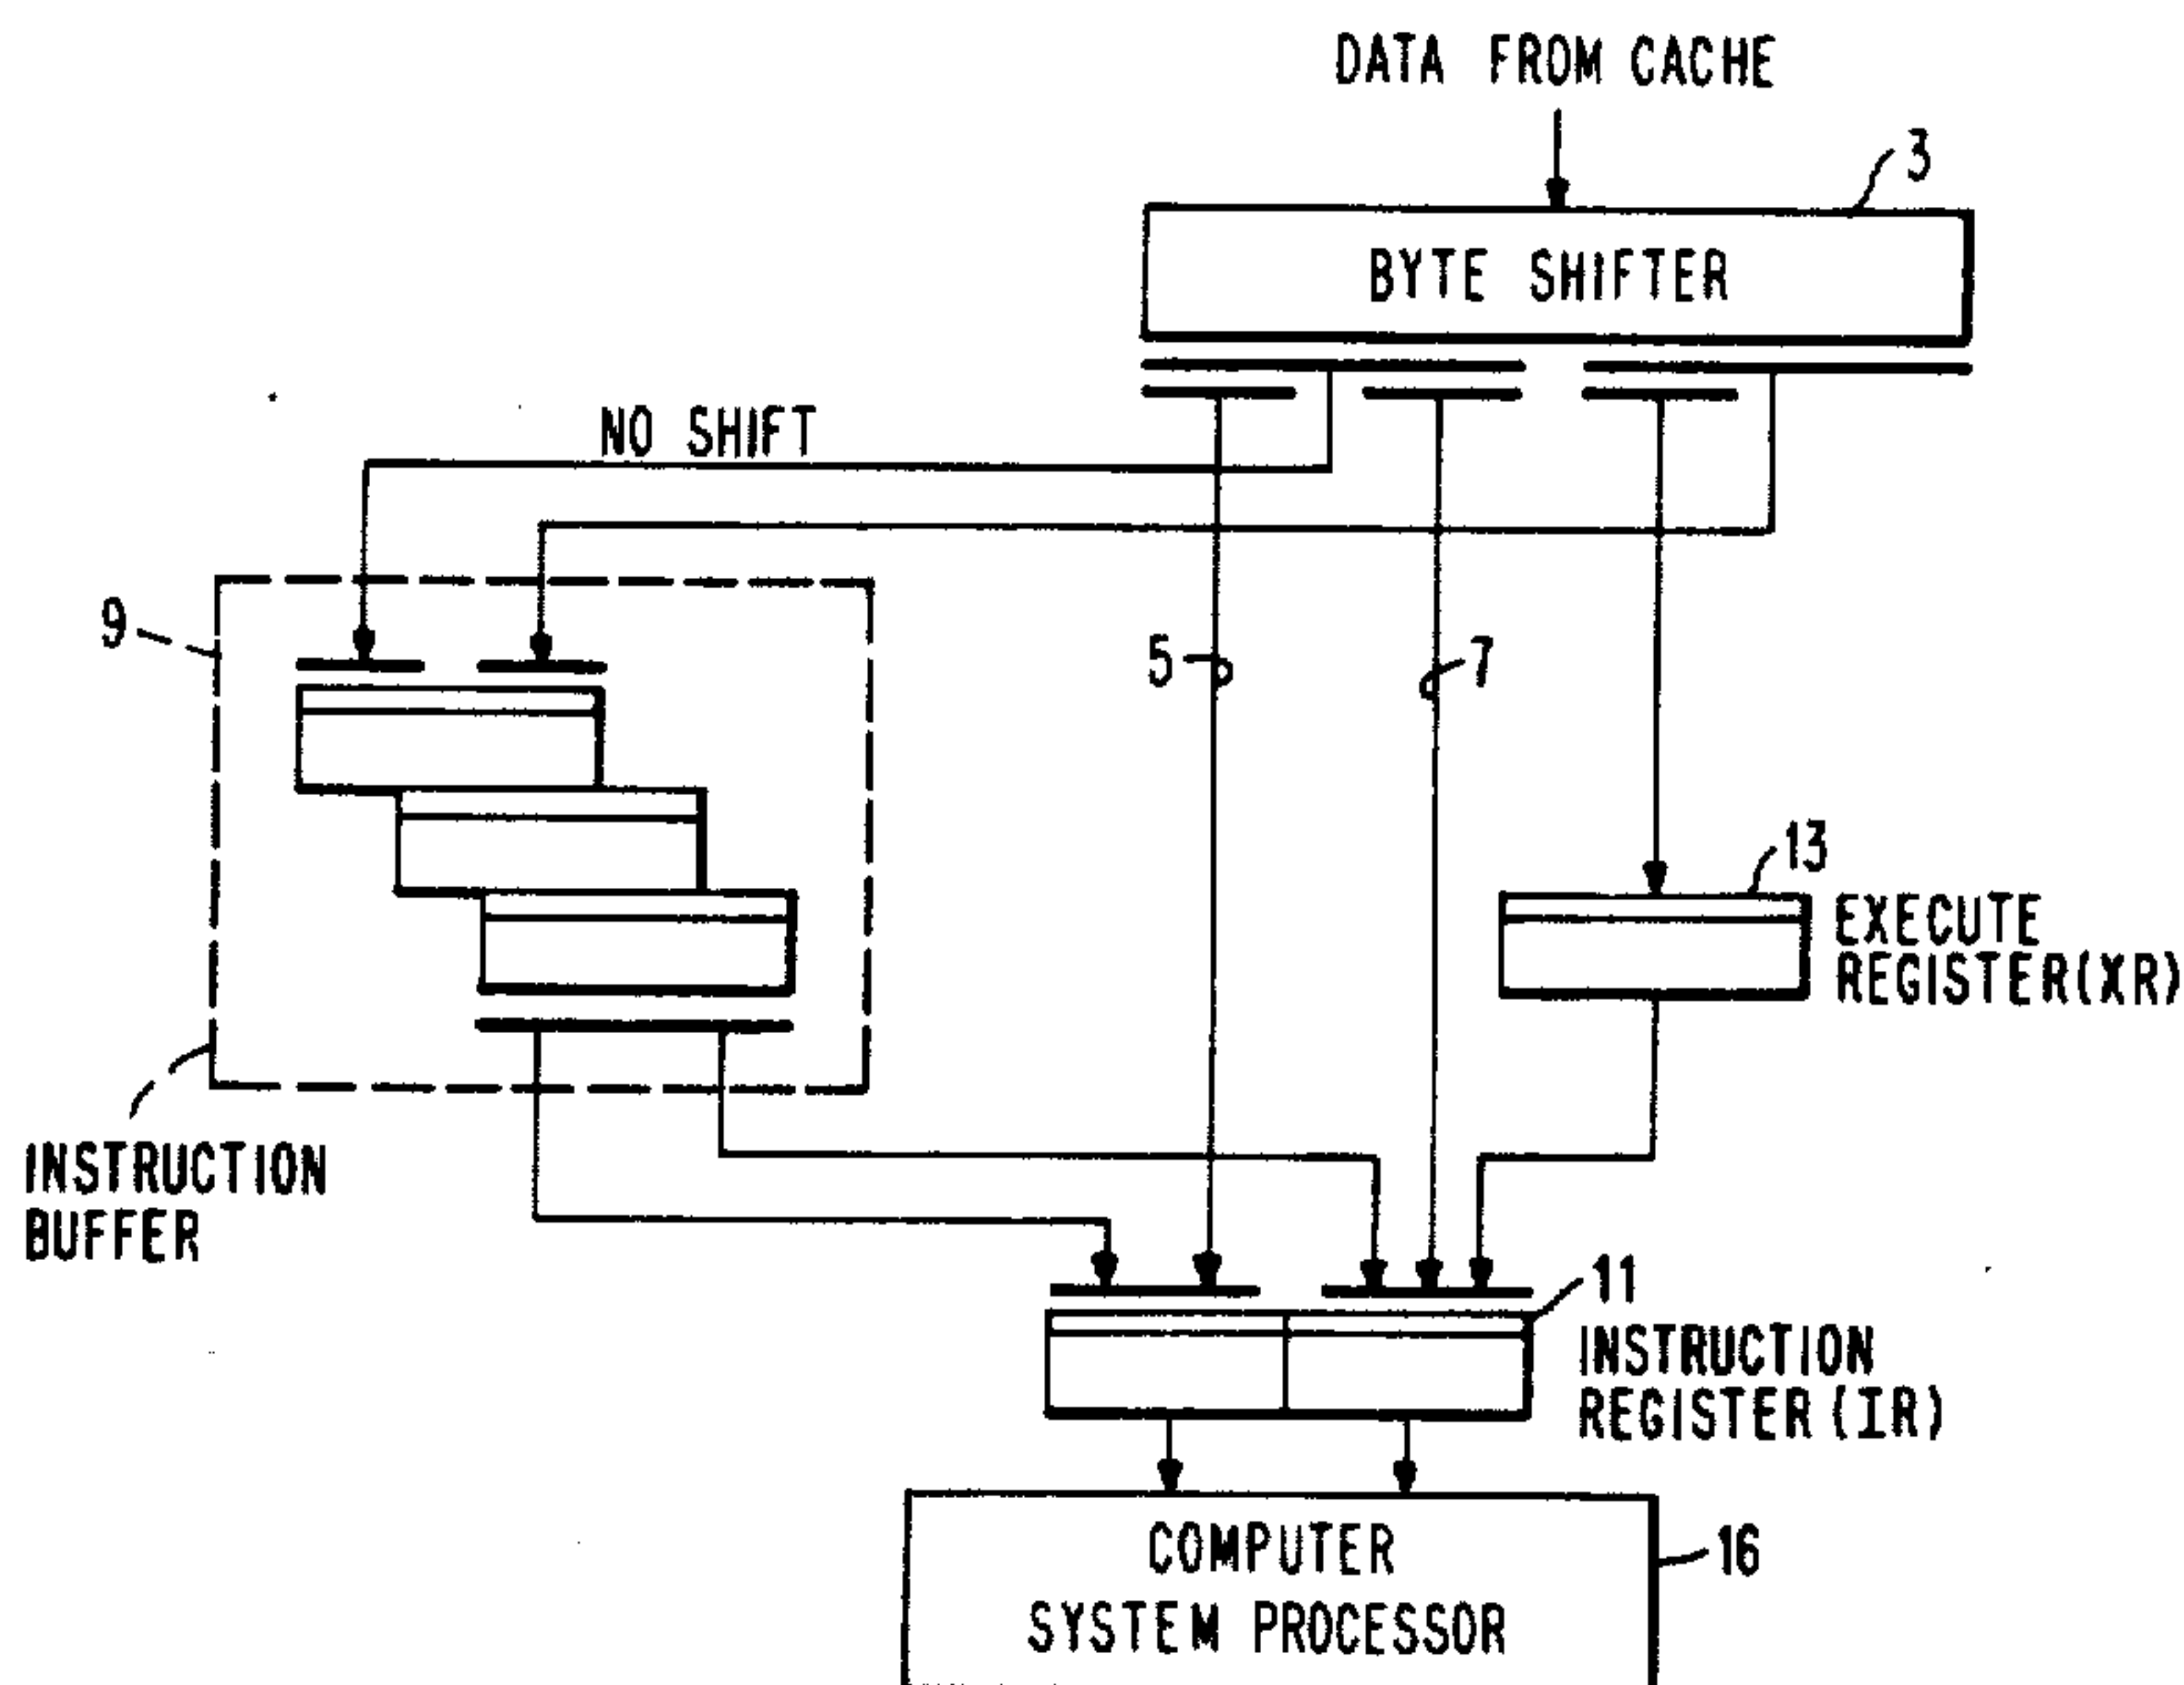 DATA FROM CACHE
3
BYTE SHIFTER
NO SHIFT
9
5
7
13
EXECUTE
REGISTER(XR)
INSTRUCTION
BUFFER
11
INSTRUCTION
REGISTER (IR)
COMPUTER
SYSTEM PROCESSOR
16